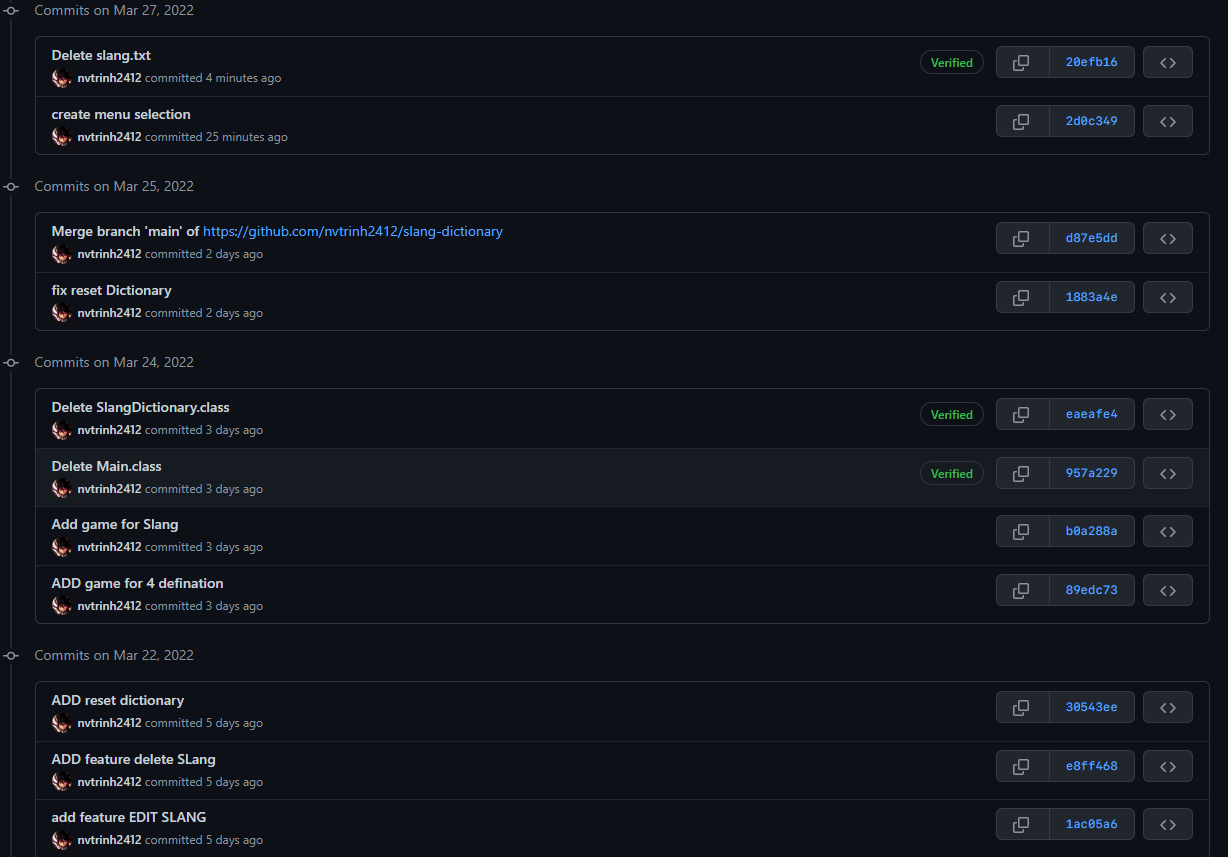 Commits on Mar 27, 2022
Delete slang.txt
nvtrinh2412 committed 4 minutes ago
Verified
20efb16
create menu selection
nvtrinh2412 committed 25 minutes ago
2d0c349
Commits on Mar 25, 2022
Merge branch 'main' of https://github.com/nvtrinh2412/slang-dictionary
nvtrinh2412 committed 2 days ago
d87e5dd
fix reset Dictionary
nvtrinh2412 committed 2 days ago
1883a4e
Commits on Mar 24, 2022
Delete SlangDictionary.class
nvtrinh2412 committed 3 days ago
Verified
eaeafe4
Delete Main.class
nvtrinh2412 committed 3 days ago
Verified
957a229
Add game for Slang
nvtrinh2412 committed 3 days ago
b0a288a
ADD game for 4 defination
nvtrinh2412 committed 3 days ago
89edc73
Commits on Mar 22, 2022
ADD reset dictionary
nvtrinh2412 committed 5 days ago
30543ee
ADD feature delete SLang
nvtrinh2412 committed 5 days ago
e8ff468
add feature EDIT SLANG
nvtrinh2412 committed 5 days ago
1ac05a6